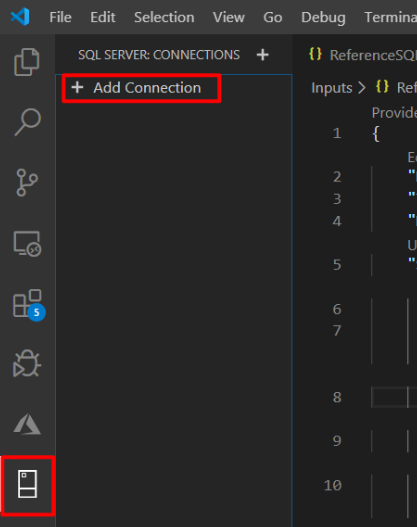 File Edit Selection View Go Debug Termina
SQL SERVER: CONNECTIONS +
{} ReferenceSQL
+ Add Connection
Inputs > {} Ref
Provide
1 {
2 "
3 "
4 "
5 "
6
7
8
9
10
5